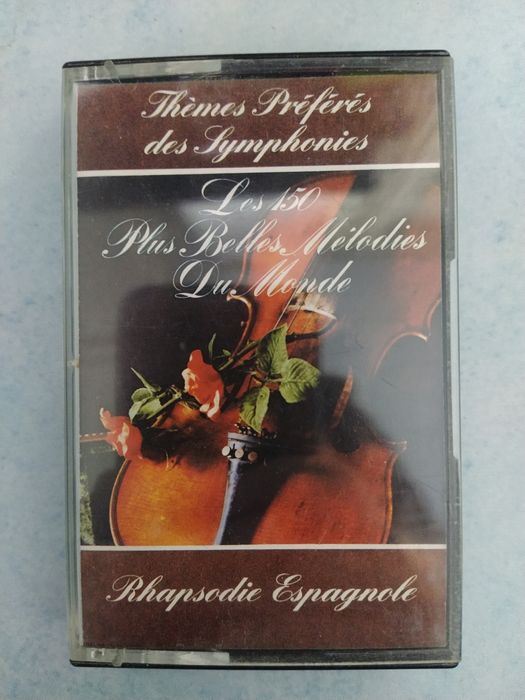 Thèmes Préférés
des Symphonies
Les 150
Plus Belles Mélodies
Du Monde
Rhapsodie Espagnole